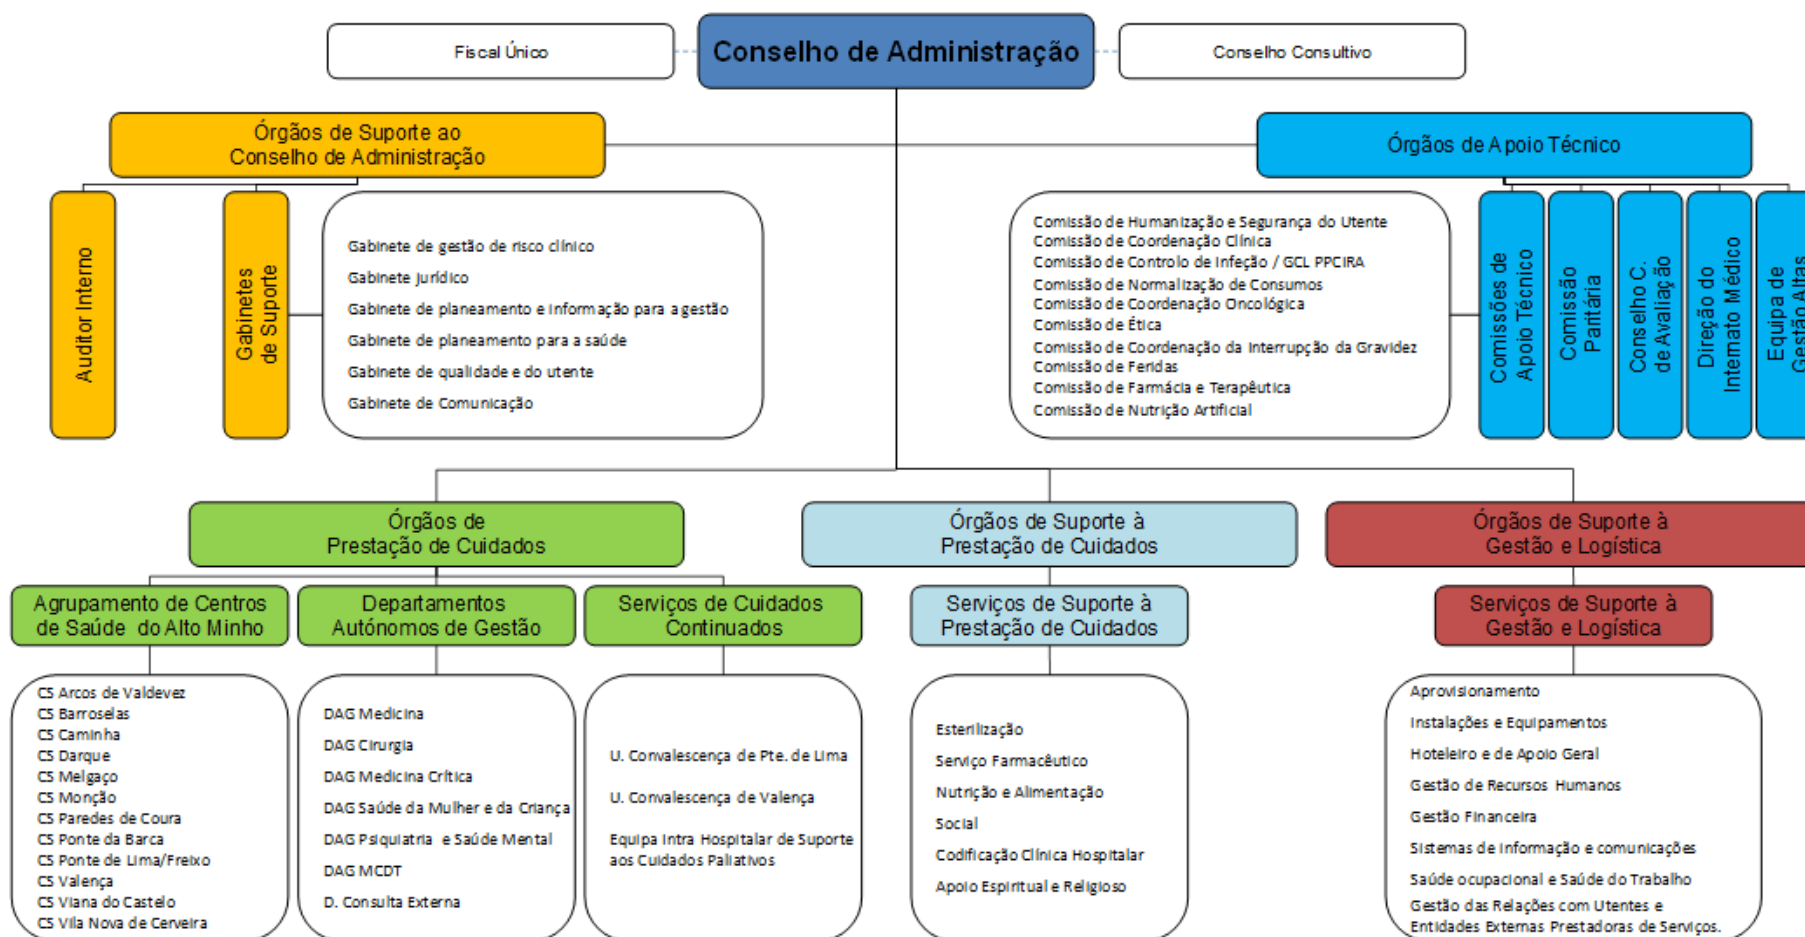 Fiscal Único
Conselho de Administração
Conselho Consultivo
Órgãos de Suporte ao
Conselho de Administração
Órgãos de Apoio Técnico
Auditor Interno
Gabinetes
de Suporte
Gabinete de gestão de risco clínico
Gabinete jurídico
Gabinete de planeamento e informação para a gestão
Gabinete de planeamento para a saúde
Gabinete de qualidade e do utente
Gabinete de Comunicação
Comissão de Humanização e Segurança do Utente
Comissão de Coordenação Clínica
Comissão de Controlo de Infeção / GCL PPCIRA
Comissão de Normalização de Consumos
Comissão de Coordenação Oncológica
Comissão de Ética
Comissão de Coordenação da Interrupção da Gravidez
Comissão de Feridas
Comissão de Farmácia e Terapêutica
Comissão de Nutrição Artificial
Comissões de
Apoio Técnico
Comissão
Paritária
Conselho C.
de Avaliação
Direção do
Internato Médico
Equipa de
Gestão Altas
Órgãos de
Prestação de Cuidados
Órgãos de Suporte à
Prestação de Cuidados
Órgãos de Suporte à
Gestão e Logística
Agrupamento de Centros
de Saúde do Alto Minho
Departamentos
Autónomos de Gestão
Serviços de Cuidados
Continuados
Serviços de Suporte à
Prestação de Cuidados
Serviços de Suporte à
Gestão e Logística
CS Arcos de Valdevez
CS Barroselas
CS Caminha
CS Darque
CS Melgaço
CS Monção
CS Paredes de Coura
CS Ponte da Barca
CS Ponte de Lima/Freixo
CS Valença
CS Viana do Castelo
CS Vila Nova de Cerveira
DAG Medicina
DAG Cirurgia
DAG Medicina Crítica
DAG Saúde da Mulher e da Criança
DAG Psiquiatria e Saúde Mental
DAG MCDT
D. Consulta Externa
U. Convalescença de Pte. de Lima
U. Convalescença de Valença
Equipa Intra Hospitalar de Suporte
aos Cuidados Paliativos
Esterilização
Serviço Farmacêutico
Nutrição e Alimentação
Social
Codificação Clínica Hospitalar
Apoio Espiritual e Religioso
Aprovisionamento
Instalações e Equipamentos
Hoteleiro e de Apoio Geral
Gestão de Recursos Humanos
Gestão Financeira
Sistemas de informação e comunicações
Saúde ocupacional e Saúde do Trabalho
Gestão das Relações com Utentes e
Entidades Externas Prestadoras de Serviços.